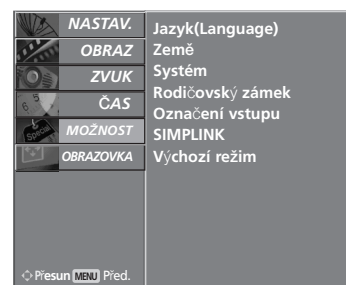 NASTAV.
OBRAZ
ZVUK
ČAS
MOŽNOST
OBRAZOVKA
Přesun MENU Před.
Jazyk(Language)
Země
Systém
Rodičovský zámek
Označení vstupu
SIMPLINK
Výchozí režim